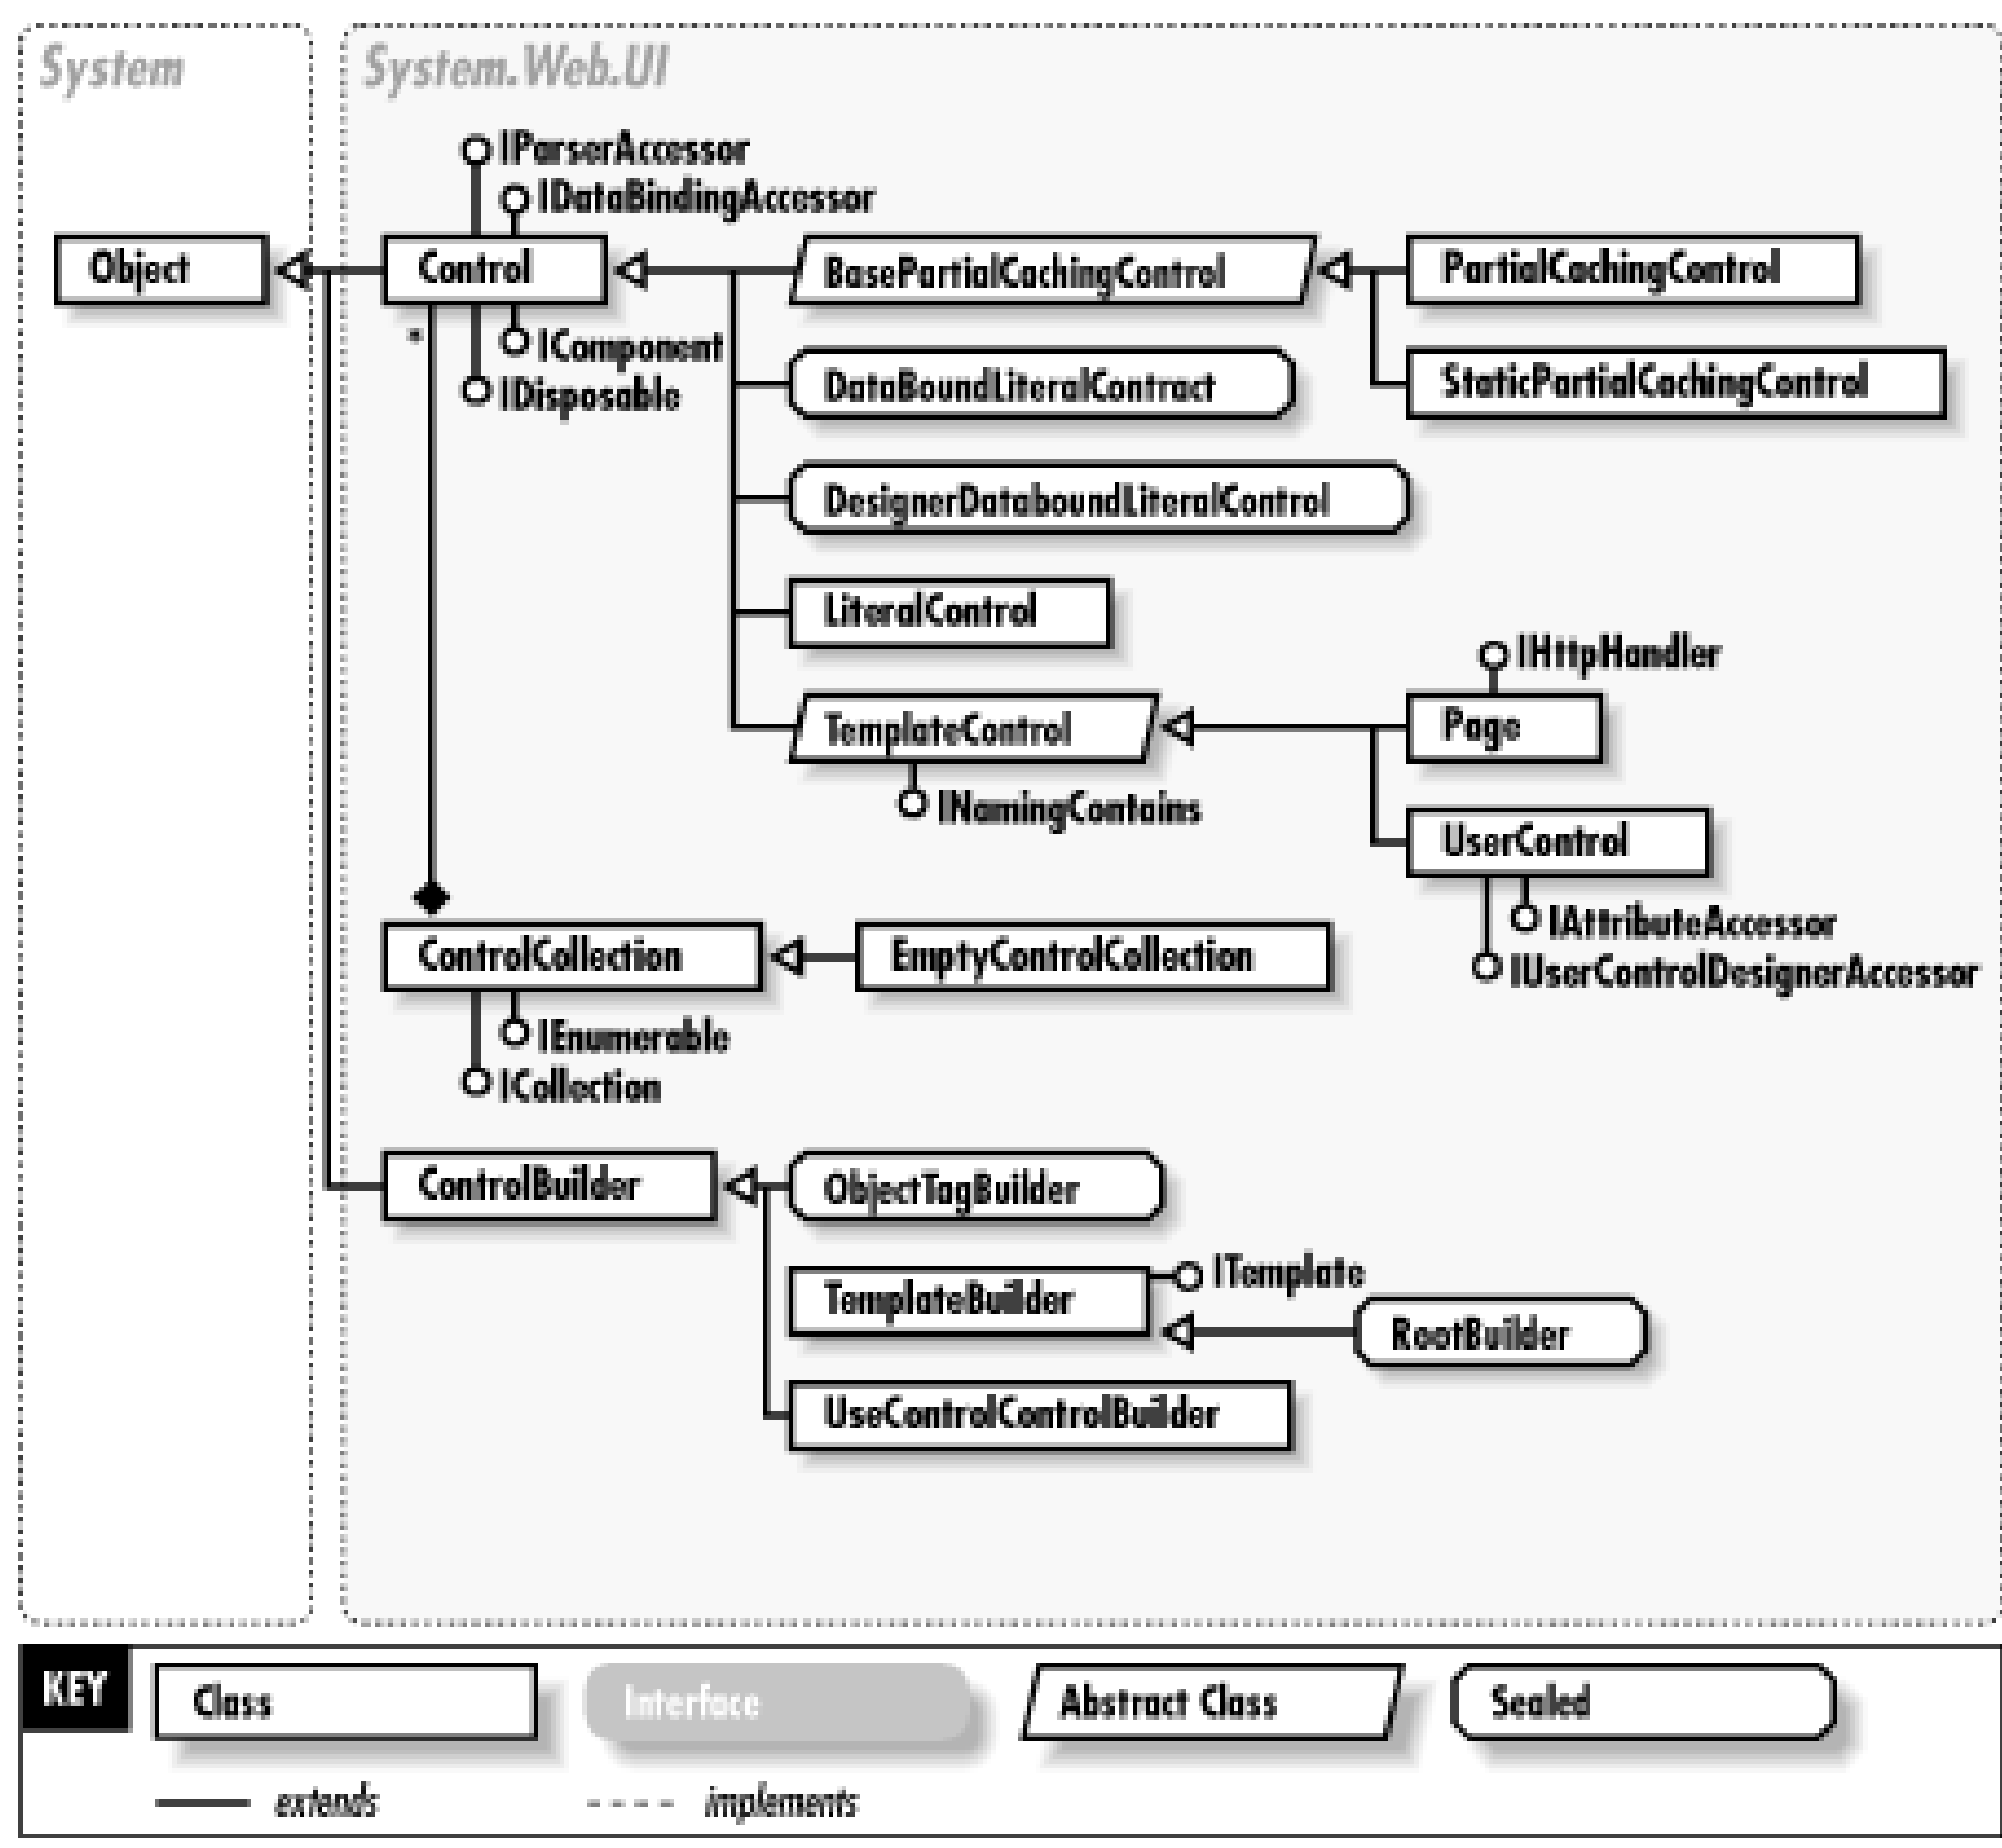 System
System.Web.UI
IParserAccessor
IDataBindingAccessor
Object
Control
BasePartialCachingControl
PartialCachingControl
*
IComponent
IDisposable
DataBoundLiteralContract
StaticPartialCachingControl
DesignerDataboundLiteralControl
LiteralControl
IHttpHandler
TemplateControl
Page
INamingContains
UserControl
IAttributeAccessor
IUserControlDesignerAccessor
ControlCollection
EmptyControlCollection
IEnumerable
ICollection
ControlBuilder
ObjectTagBuilder
ITemplate
TemplateBuilder
RootBuilder
UseControlControlBuilder
KEY
Class
Interface
Abstract Class
Sealed
extends
implements